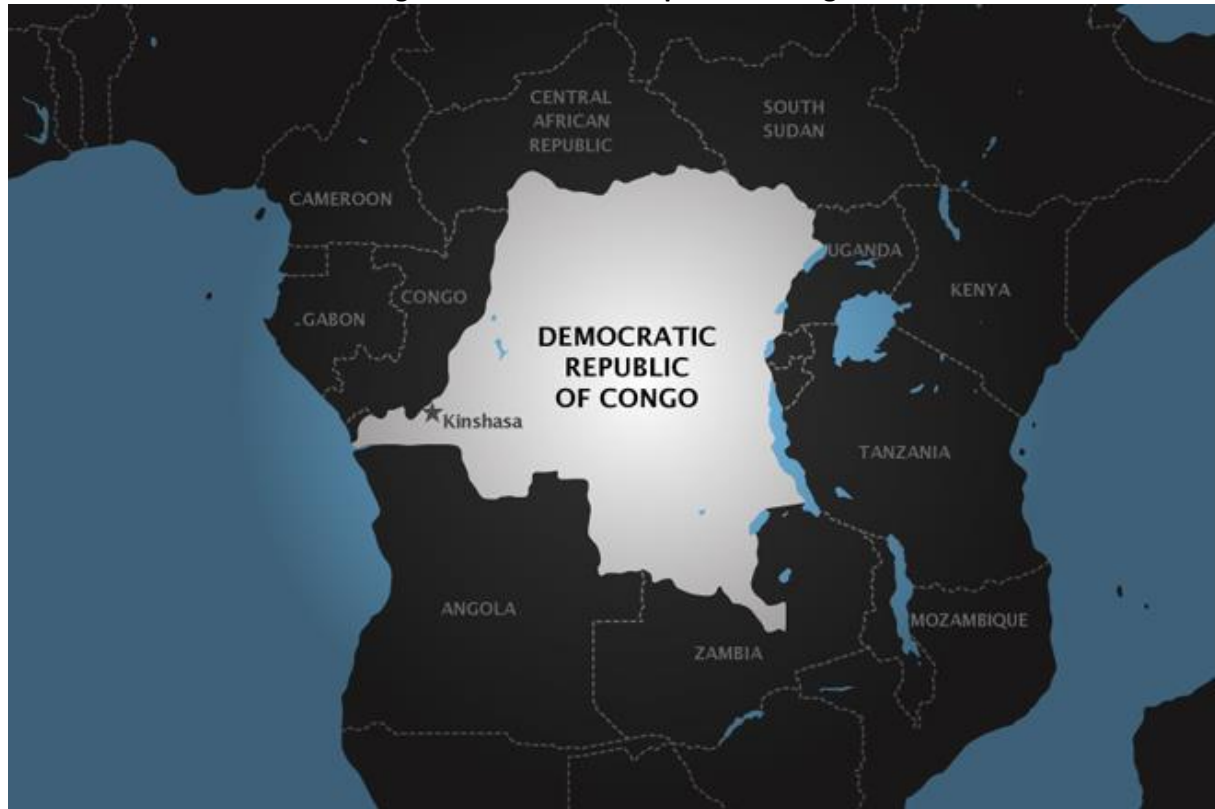 CENTRAL
AFRICAN
REPUBLIC
SOUTH
SUDAN
CAMEROON
UGANDA
KENYA
CONGO
GABON
DEMOCRATIC
REPUBLIC
OF CONGO
Kinshasa
TANZANIA
ANGOLA
MOZAMBIQUE
ZAMBIA